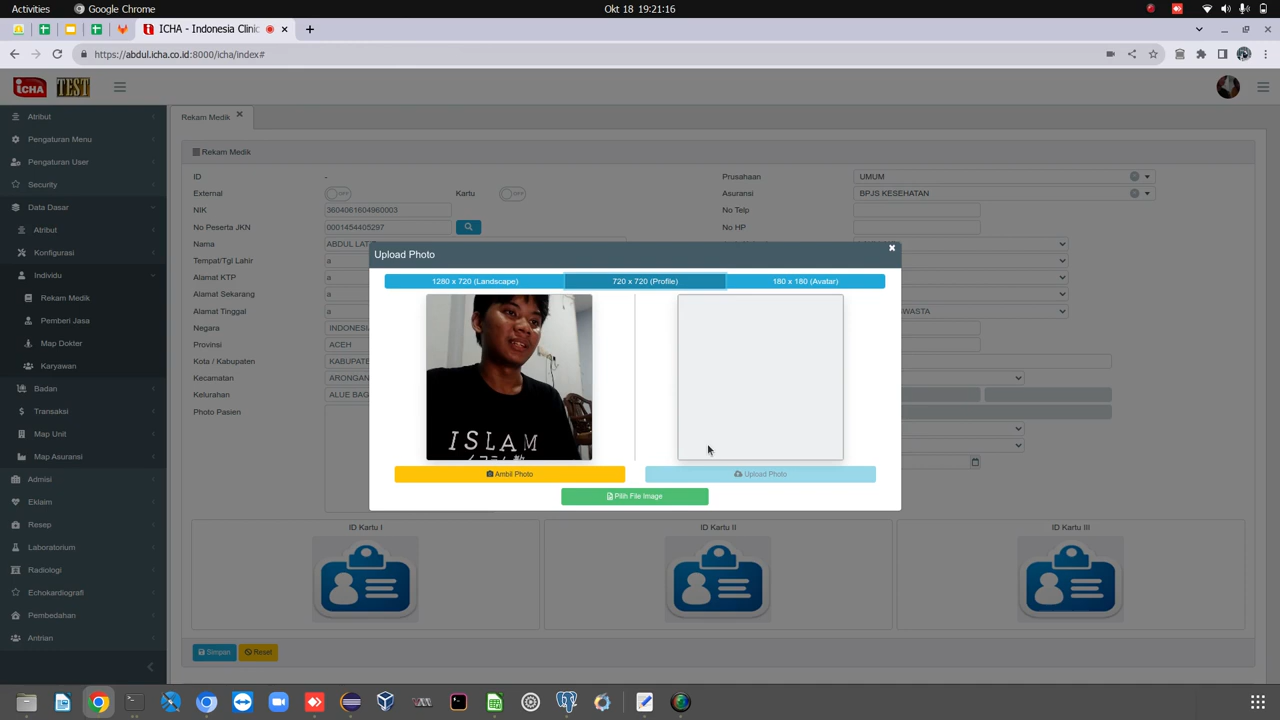 Activities
Google Chrome
Okt 18 19:21:16
ICHA - Indonesia Clinic
https://abdul.icha.co.id:8000/icha/index#
iCHA
TEST
Atribut
Pengaturan Menu
Pengaturan User
Security
Data Dasar
Atribut
Konfigurasi
Individu
Rekam Medik
Pemberi Jasa
Map Dokter
Karyawan
Badan
Transaksi
Map Unit
Map Asuransi
Admisi
Eklaim
Resep
Laboratorium
Radiologi
Echokardiografi
Pembedahan
Antrian
Rekam Medik
Rekam Medik
ID -
External OFF Kartu OFF
NIK 3604061604960003
No Peserta JKN 0001454405297
Nama ABDUL
Tempat/Tgl Lahir a
Alamat KTP a
Alamat Sekarang a
Alamat Tinggal a
Negara INDONESI
Provinsi ACEH
Kota / Kabupaten KABUPATE
Kecamatan ARONGAN
Kelurahan ALUE BAG
Photo Pasien
Prusahaan UMUM
Asuransi BPJS KESEHATAN
No Telp
No HP
WASTA
Upload Photo
1280 x 720 (Landscape)
720 x 720 (Profile)
180 x 180 (Avatar)
ISLAM
Ambil Photo
Upload Photo
Pilih File Image
ID Kartu I
ID Kartu II
ID Kartu III
Simpan
Reset